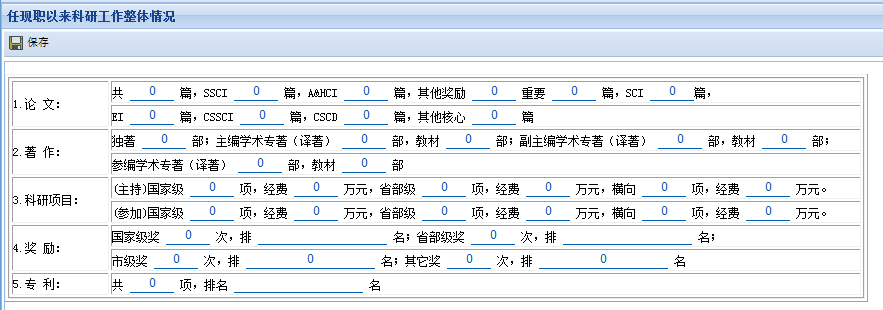 任现职以来科研工作整体情况
保存
1.论 文:
共 0 篇，SSCI 0 篇，A&HCI 0 篇，其他奖励 0 重要 0 篇，SCI 0 篇，
EI 0 篇，CSSCI 0 篇，CSCD 0 篇，其他核心 0 篇
2.著 作:
独著 0 部；主编学术专著（译著） 0 部，教材 0 部；副主编学术专著（译著） 0 部，教材 0 部；
参编学术专著（译著） 0 部，教材 0 部
3.科研项目:
(主持)国家级 0 项，经费 0 万元，省部级 0 项，经费 0 万元，横向 0 项，经费 0 万元。
(参加)国家级 0 项，经费 0 万元，省部级 0 项，经费 0 万元，横向 0 项，经费 0 万元。
4.奖 励:
国家级奖 0 次，排 名；省部级奖 0 次，排 名；
市级奖 0 次，排 0 名；其它奖 0 次，排 0 名
5.专 利:
共 0 项，排名 名